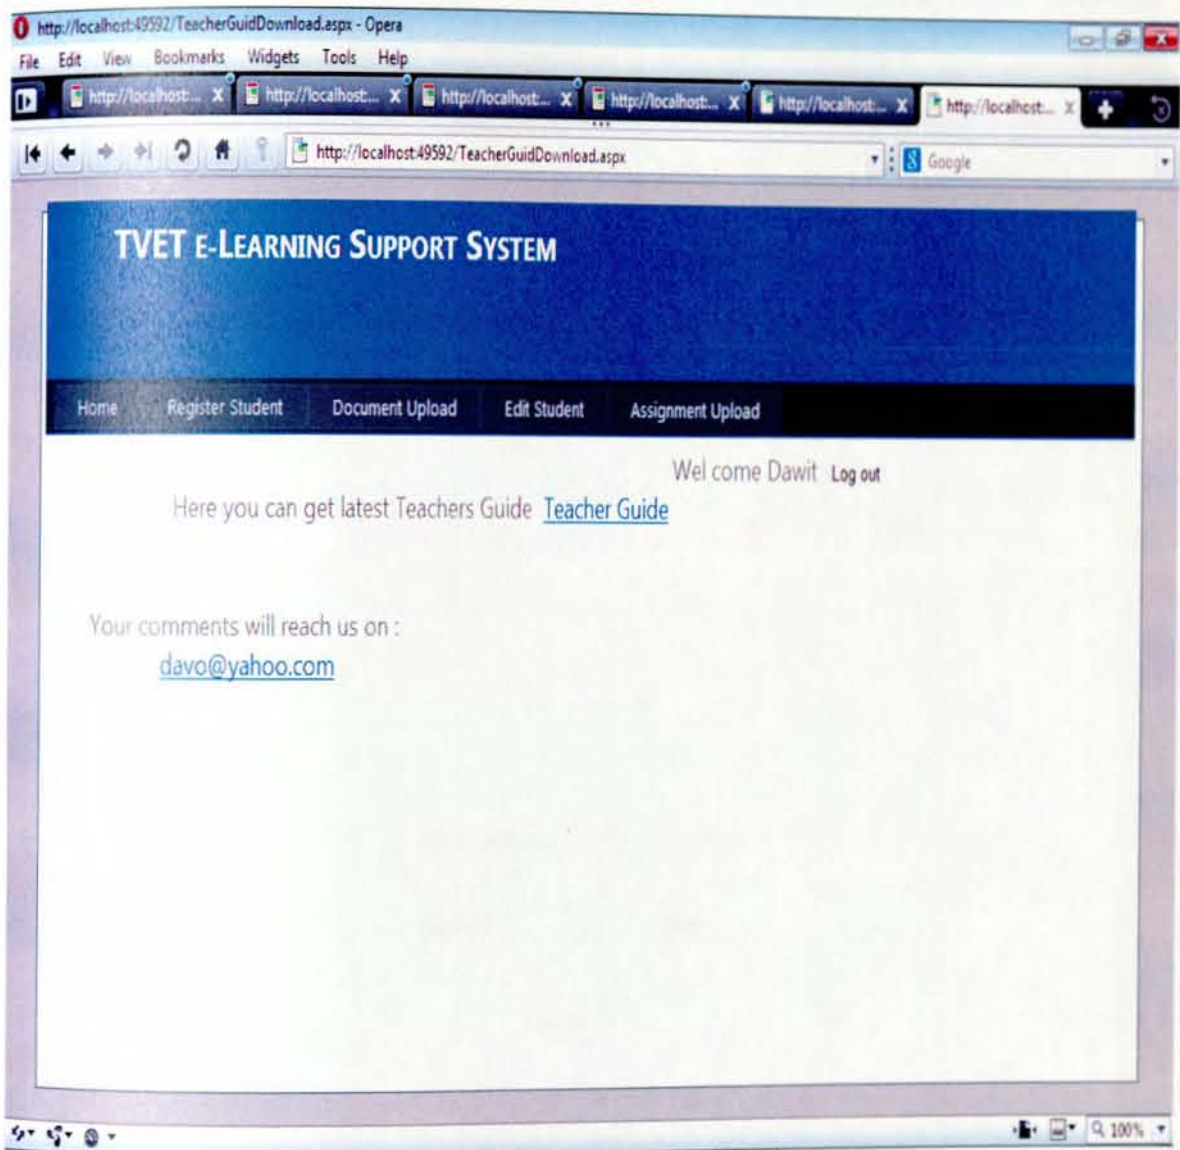 http://localhost:49592/TeacherGuidDownload.aspx - Opera
File Edit View Bookmarks Widgets Tools Help
http://localhost:... X http://localhost:... X http://localhost:... X http://localhost:... X http://localhost:... X http://localhost:... X
http://localhost:49592/TeacherGuidDownload.aspx Google
TVET E-LEARNING SUPPORT SYSTEM
Home Register Student Document Upload Edit Student Assignment Upload
Wel come Dawit Log out
Here you can get latest Teachers Guide Teacher Guide
Your comments will reach us on :
davo@yahoo.com
100%